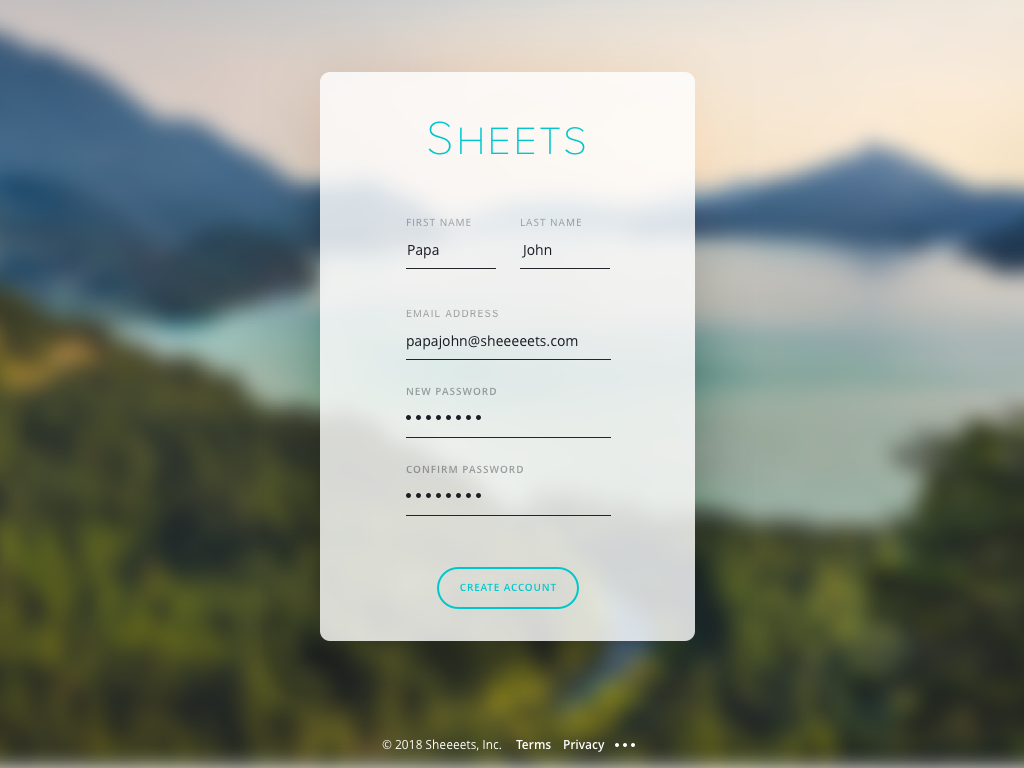 SHEETS
FIRST NAME LAST NAME
Papa John
EMAIL ADDRESS
papajohn@sheeeeets.com
NEW PASSWORD
••••••••
CONFIRM PASSWORD
••••••••
CREATE ACCOUNT
© 2018 Sheeeets, Inc. Terms Privacy •••